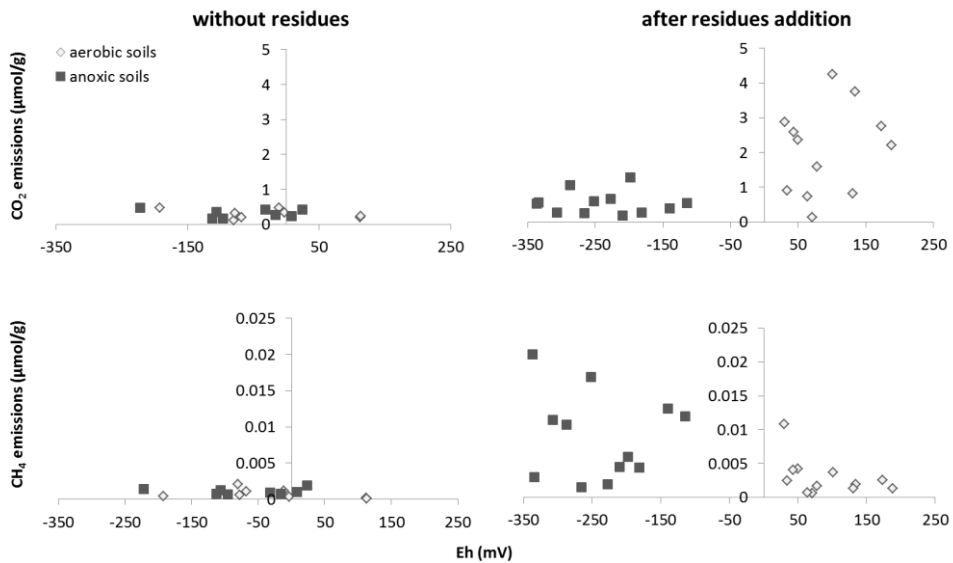 without residues
after residues addition
CO2 emissions (µmol/g)
aerobic soils
anoxic soils
5
4
3
2
1
0
-350 -250 -150 -50 50 150 250
5
4
3
2
1
0
-350 -250 -150 -50 50 150 250
CH4 emissions (µmol/g)
0.025
0.02
0.015
0.01
0.005
0
-350 -250 -150 -50 50 150 250
0.025
0.02
0.015
0.01
0.005
0
-350 -250 -150 -50 50 150 250
Eh (mV)